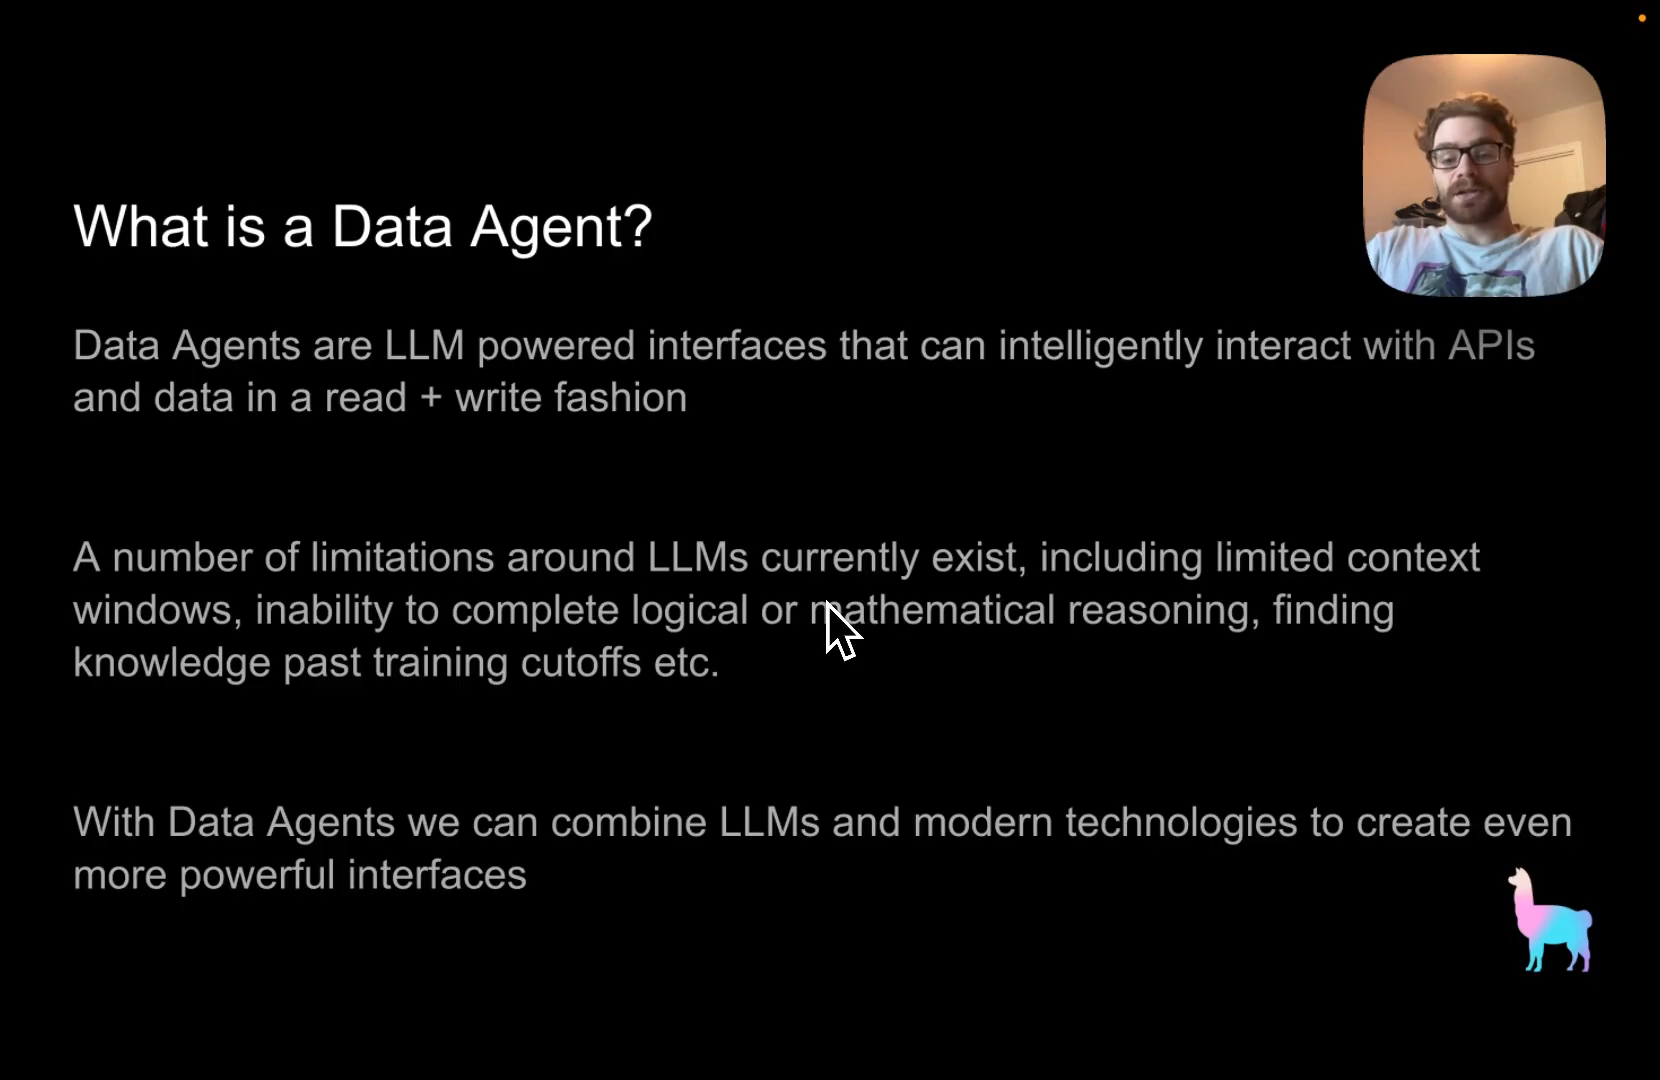 What is a Data Agent?
Data Agents are LLM powered interfaces that can intelligently interact with APIs
and data in a read + write fashion
A number of limitations around LLMs currently exist, including limited context
windows, inability to complete logical or mathematical reasoning, finding
knowledge past training cutoffs etc.
With Data Agents we can combine LLMs and modern technologies to create even
more powerful interfaces